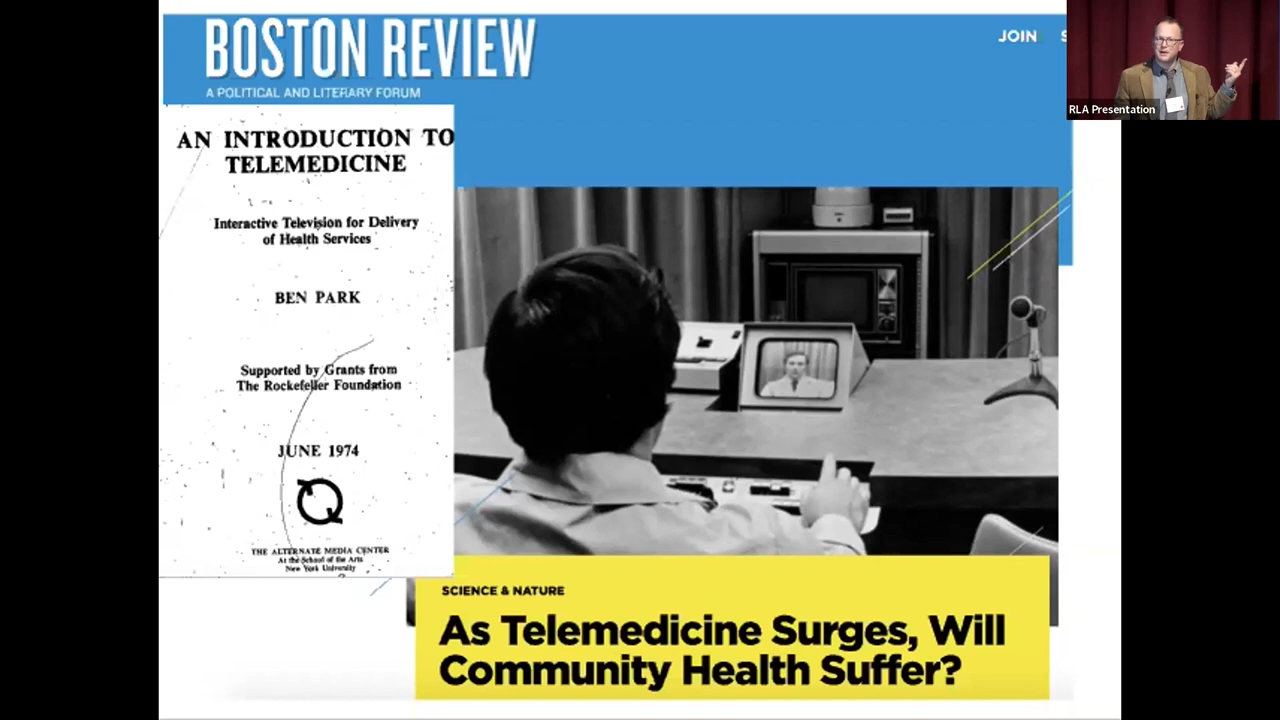 BOSTON REVIEW
A POLITICAL AND LITERARY FORUM
JOIN
RLA Presentation
AN INTRODUCTION TO
TELEMEDICINE
Interactive Television for Delivery
of Health Services
BEN PARK
Supported by Grants from
The Rockefeller Foundation
JUNE 1974
THE ALTERNATE MEDIA CENTER
At the School of the Arts
New York University
SCIENCE & NATURE
As Telemedicine Surges, Will
Community Health Suffer?